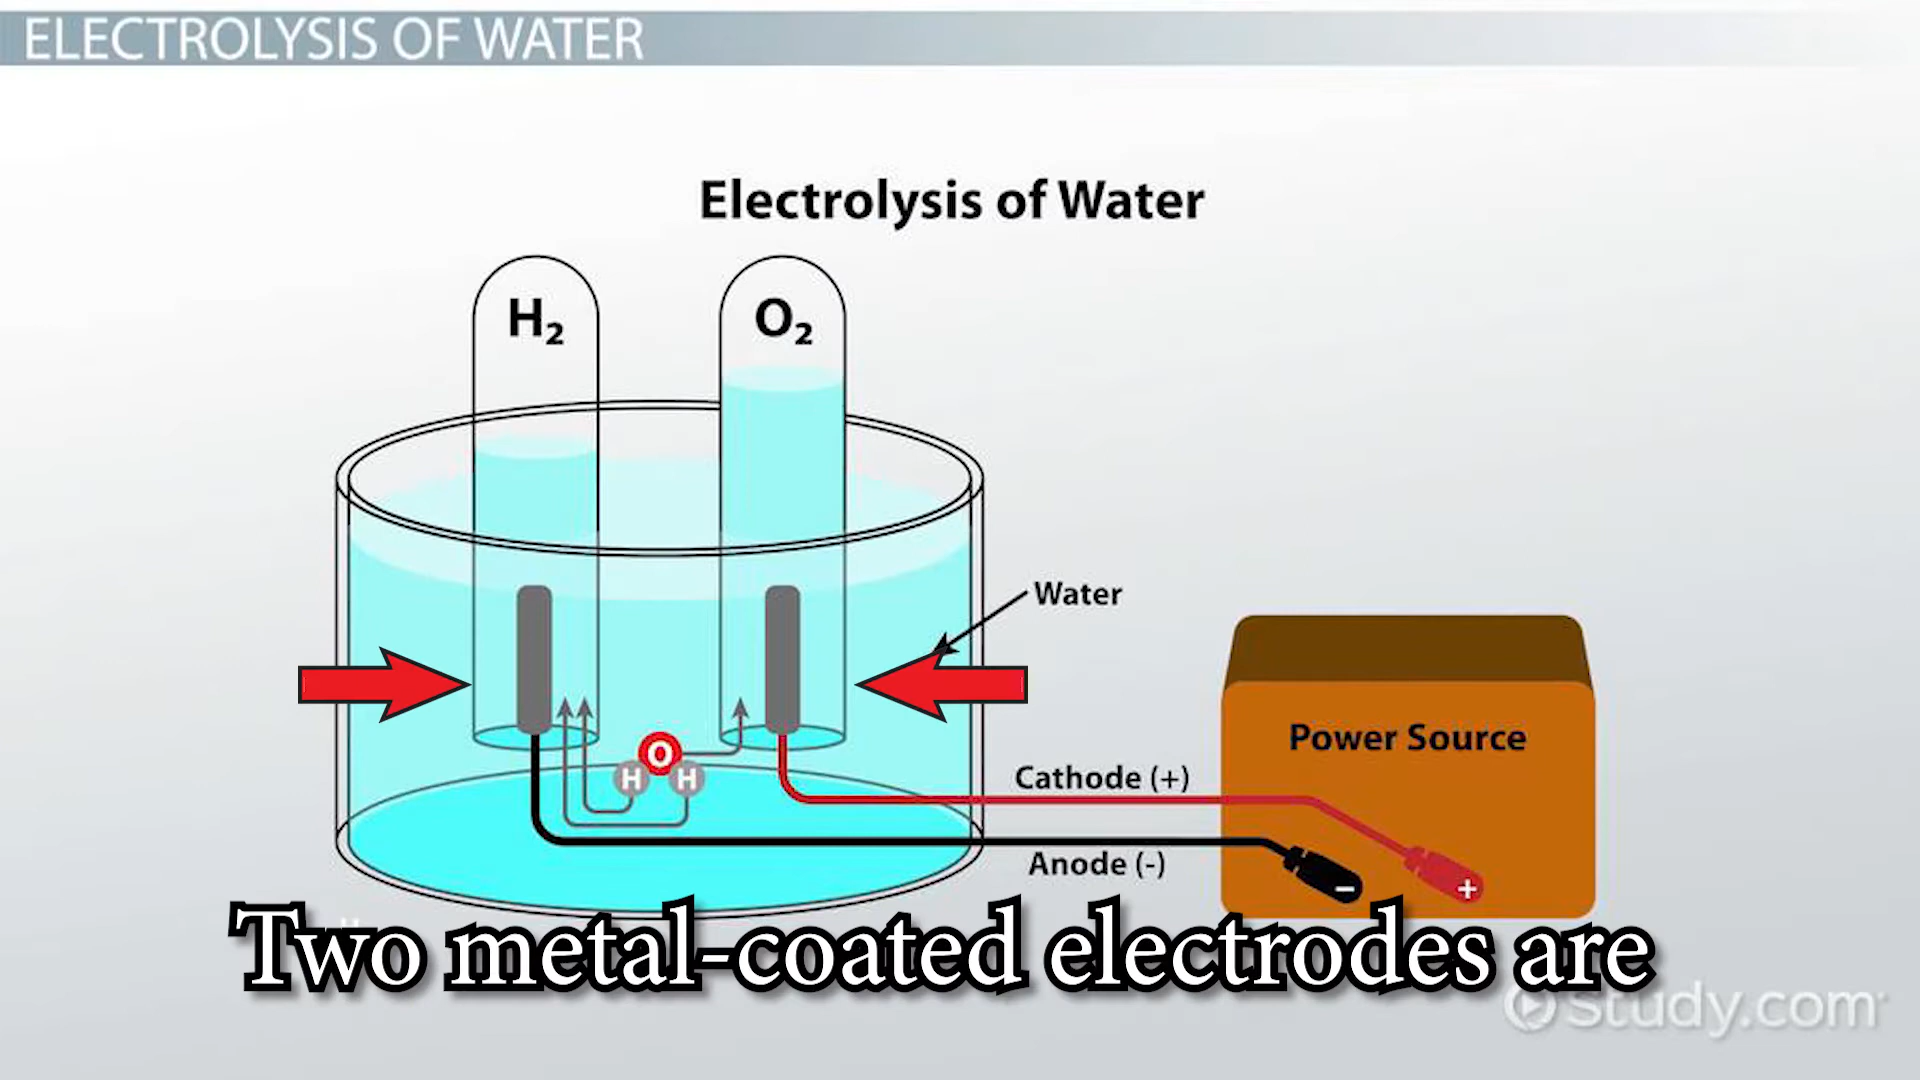 ELECTROLYSIS OF WATER
Electrolysis of Water
H₂
O₂
Water
Power Source
O
H H
Cathode (+)
Anode (-)
− +
Two metal-coated electrodes are
Study.com